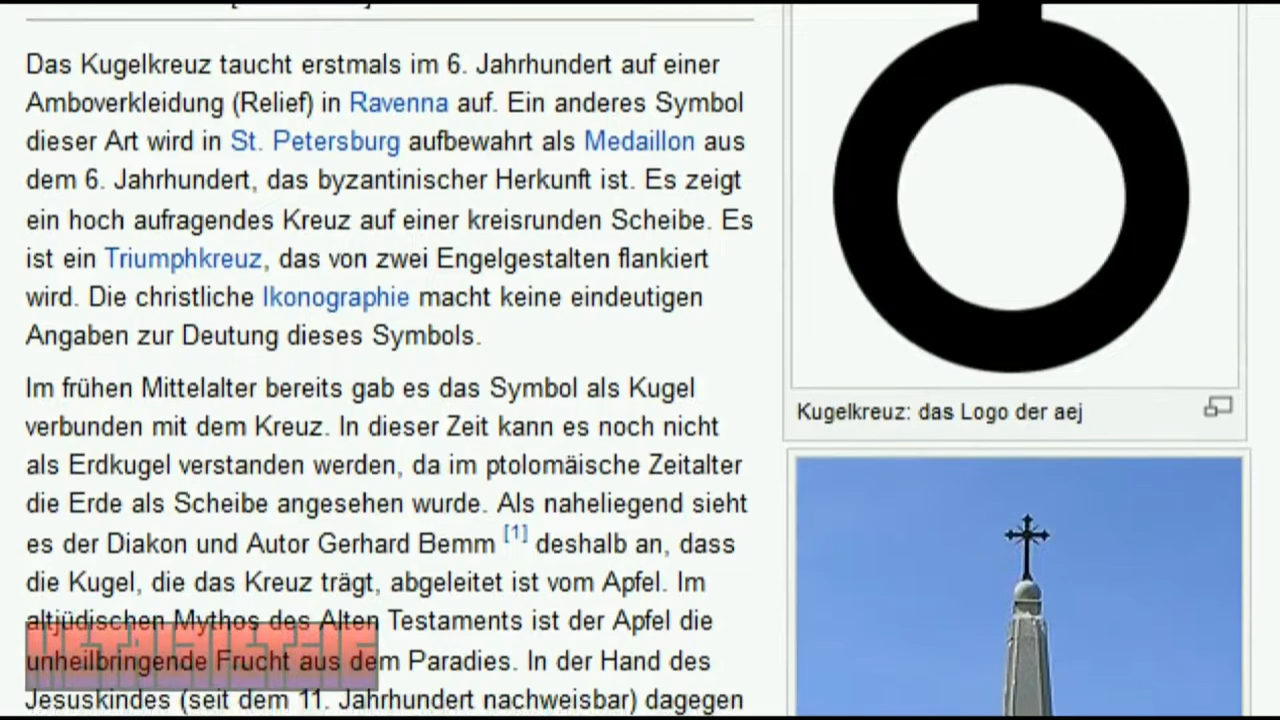 Das Kugelkreuz taucht erstmals im 6. Jahrhundert auf einer
Amboverkleidung (Relief) in Ravenna auf. Ein anderes Symbol
dieser Art wird in St. Petersburg aufbewahrt als Medaillon aus
dem 6. Jahrhundert, das byzantinischer Herkunft ist. Es zeigt
ein hoch aufragendes Kreuz auf einer kreisrunden Scheibe. Es
ist ein Triumphkreuz, das von zwei Engelgestalten flankiert
wird. Die christliche Ikonographie macht keine eindeutigen
Angaben zur Deutung dieses Symbols.
Im frühen Mittelalter bereits gab es das Symbol als Kugel
verbunden mit dem Kreuz. In dieser Zeit kann es noch nicht
als Erdkugel verstanden werden, da im ptolomäische Zeitalter
die Erde als Scheibe angesehen wurde. Als naheliegend sieht
es der Diakon und Autor Gerhard Bemm [1] deshalb an, dass
die Kugel, die das Kreuz trägt, abgeleitet ist vom Apfel. Im
altjüdischen Mythos des Alten Testaments ist der Apfel die
unheilbringende Frucht aus dem Paradies. In der Hand des
Jesuskindes (seit dem 11. Jahrhundert nachweisbar) dagegen
Kugelkreuz: das Logo der aej